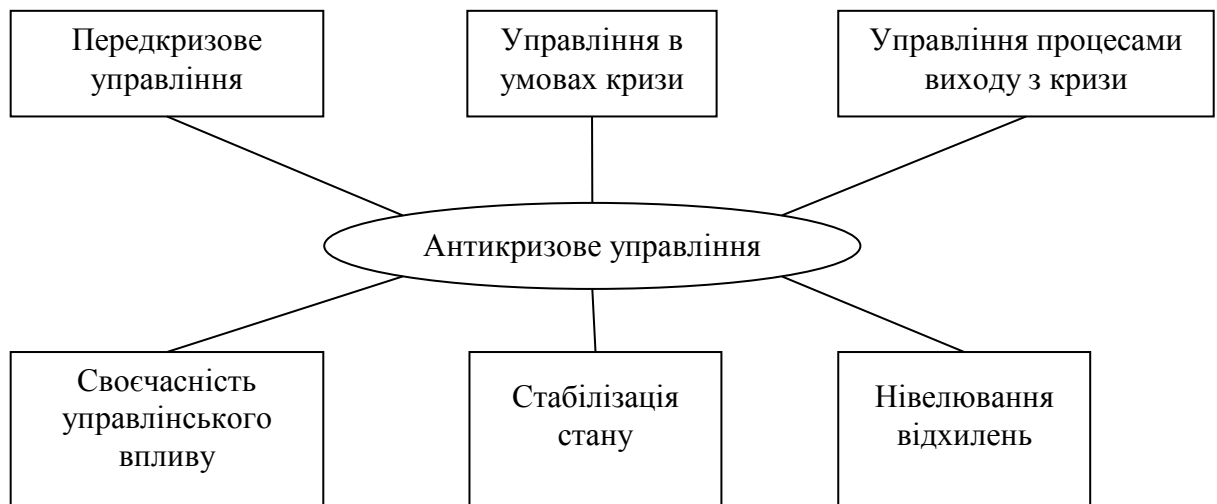 Передкризове
управління
Управління в
умовах кризи
Управління процесами
виходу з кризи
Антикризове управління
Своєчасність
управлінського
впливу
Стабілізація
стану
Нівелювання
відхилень